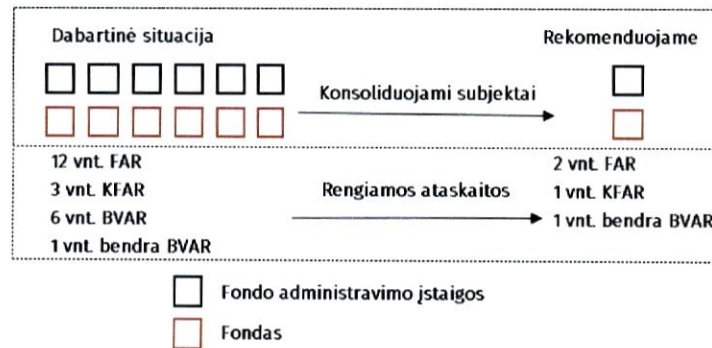 Dabartinė situacija
Rekomenduojame
Konsoliduojami subjektai
12 vnt. FAR
3 vnt. KFAR
6 vnt. BVAR
1 vnt. bendra BVAR
Rengiamos ataskaitos
2 vnt. FAR
1 vnt. KFAR
1 vnt. bendra BVAR
Fondo administravimo įstaigos
Fondas